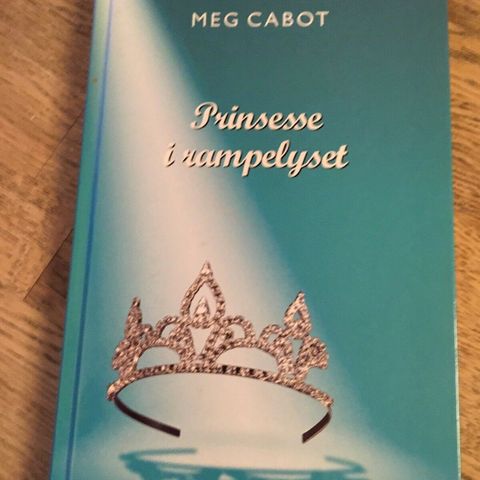 MEG CABOT
Prinsesse
i rampelyset